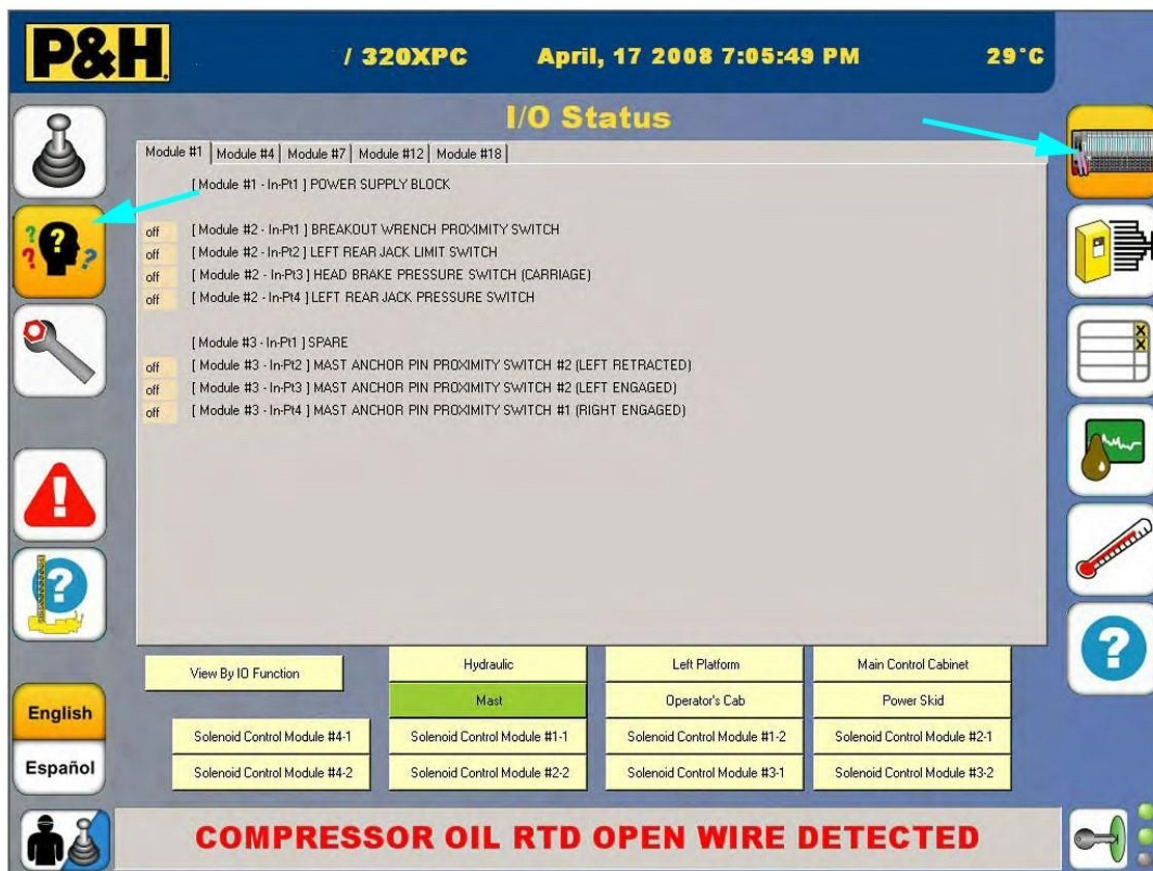 P&H
/ 320XPC April, 17 2008 7:05:49 PM 29°C
I/O Status
Module #1 Module #4 Module #7 Module #12 Module #18
[ Module #1 - In-Pt1 ] POWER SUPPLY BLOCK
off [ Module #2 - In-Pt1 ] BREAKOUT WRENCH PROXIMITY SWITCH
off [ Module #2 - In-Pt2 ] LEFT REAR JACK LIMIT SWITCH
off [ Module #2 - In-Pt3 ] HEAD BRAKE PRESSURE SWITCH (CARRIAGE)
off [ Module #2 - In-Pt4 ] LEFT REAR JACK PRESSURE SWITCH
[ Module #3 - In-Pt1 ] SPARE
off [ Module #3 - In-Pt2 ] MAST ANCHOR PIN PROXIMITY SWITCH #2 (LEFT RETRACTED)
off [ Module #3 - In-Pt3 ] MAST ANCHOR PIN PROXIMITY SWITCH #2 (LEFT ENGAGED)
off [ Module #3 - In-Pt4 ] MAST ANCHOR PIN PROXIMITY SWITCH #1 (RIGHT ENGAGED)
View By IO Function
Hydraulic Left Platform Main Control Cabinet
Mast Operator's Cab Power Skid
Solenoid Control Module #4-1 Solenoid Control Module #1-1 Solenoid Control Module #1-2 Solenoid Control Module #2-1
Solenoid Control Module #4-2 Solenoid Control Module #2-2 Solenoid Control Module #3-1 Solenoid Control Module #3-2
English
Español
COMPRESSOR OIL RTD OPEN WIRE DETECTED